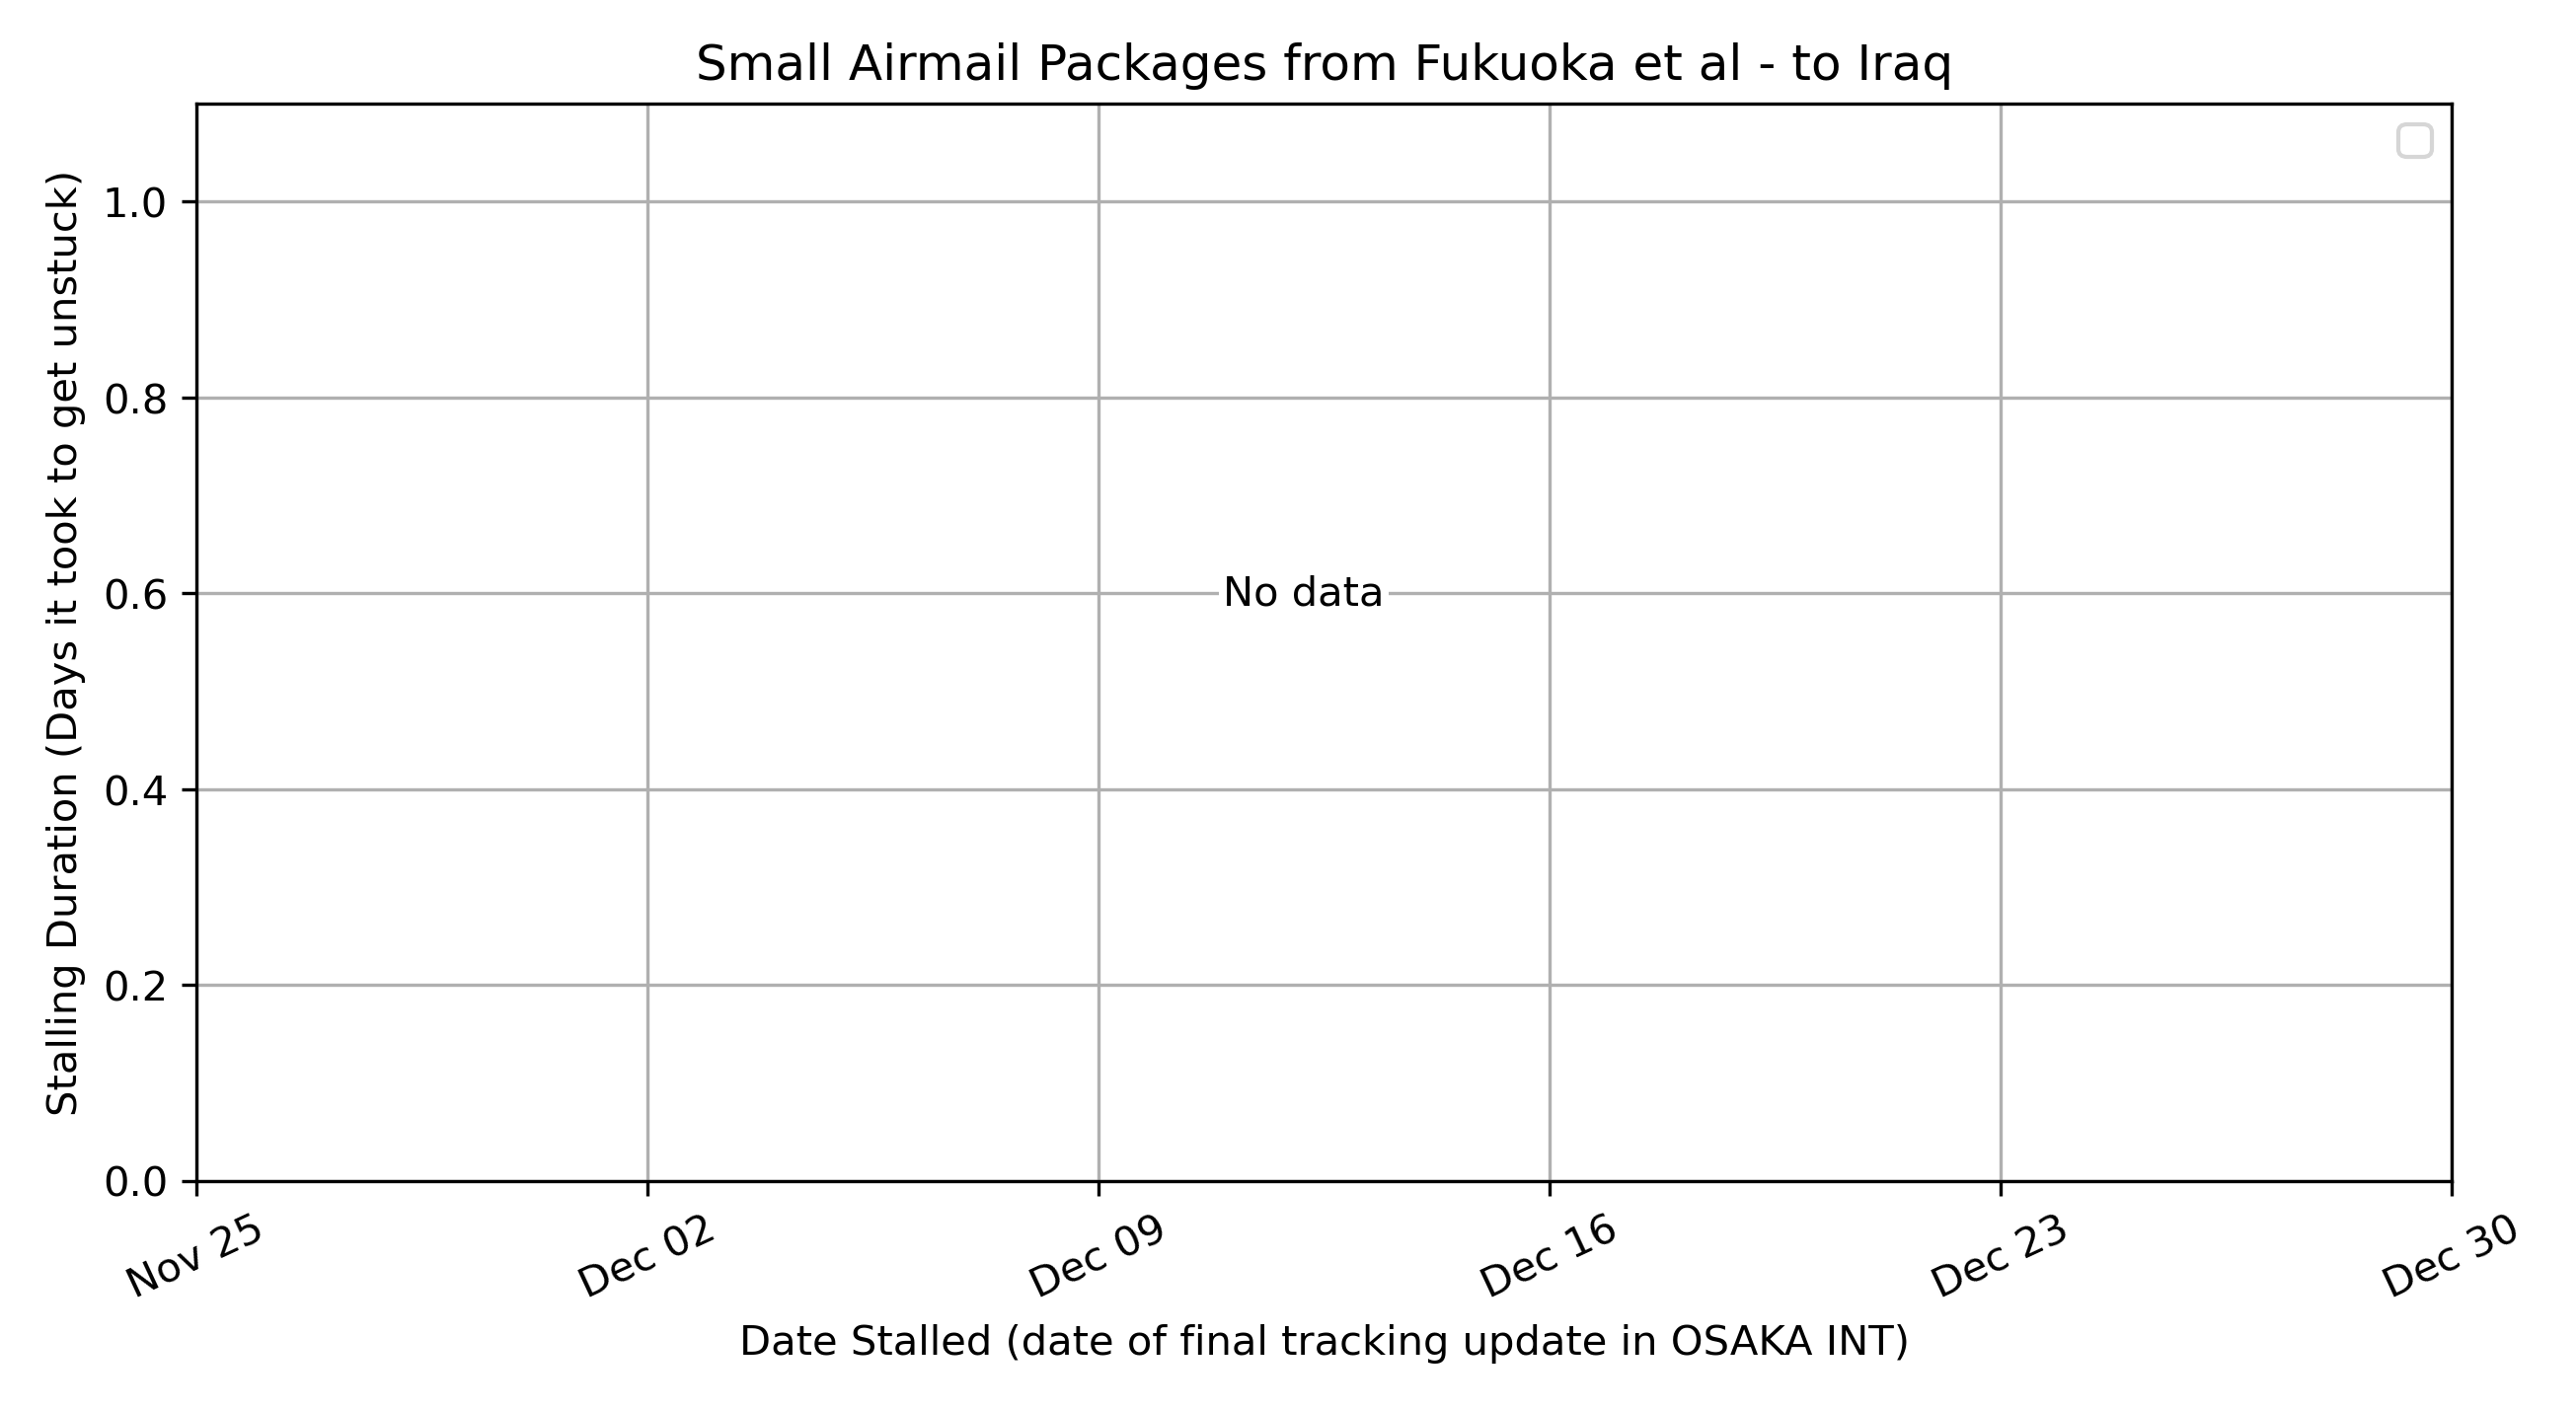 Small Airmail Packages from Fukuoka et al - to Iraq
Stalling Duration (Days it took to get unstuck)
1.0
0.8
0.6
0.4
0.2
0.0
No data
Nov 25
Dec 02
Dec 09
Dec 16
Dec 23
Dec 30
Date Stalled (date of final tracking update in OSAKA INT)